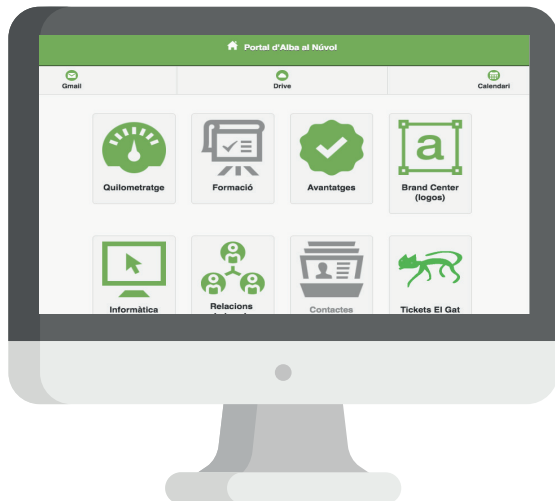 Portal d'Alba al Núvol
Gmail
Drive
Calendari
Quilometratge
Formació
Avantatges
Brand Center
(logos)
Informàtica
Relacions
Contactes
Tickets El Gat